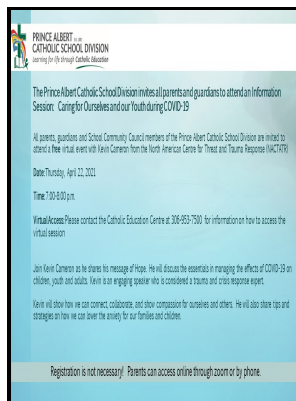 PRINCE ALBERT
CATHOLIC SCHOOL DIVISION
Learning for life through Catholic Education
The Prince Albert Catholic School Division invites all parents and guardians to attend an Information
Session: Caring for Ourselves and our Youth during COVID-19
All parents, guardians and School Community Council members of the Prince Albert Catholic School Division are invited to
attend a free virtual event with Kevin Cameron from the North American Centre for Threat and Trauma Response (NACTATR)
Date: Thursday, April 22, 2021
Time: 7:00-8:00 p.m.
Virtual Access: Please contact the Catholic Education Centre at 306-953-7500 for information on how to access the
virtual session
Join Kevin Cameron as he shares his message of Hope. He will discuss the essentials in managing the effects of COVID-19 on
children, youth and adults. Kevin is an engaging speaker who is considered a trauma and crisis response expert.
Kevin will show how we can connect, collaborate, and show compassion for ourselves and others. He will also share tips and
strategies on how we can lower the anxiety for our families and children.
Registration is not necessary! Parents can access online through zoom or by phone.